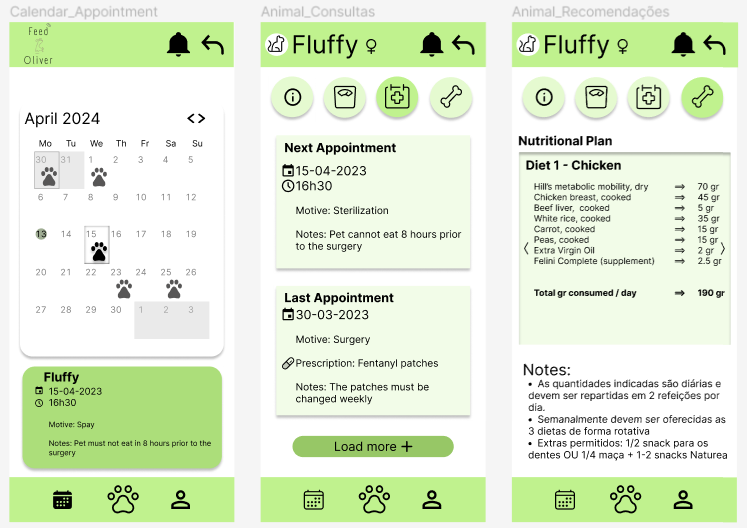 Calendar_Appointment
Feed
Oliver
April 2024
Mo Tu We Th Fr Sa Su
30 31 1 2 3 4 5
6 7 8 9 10 11 12
13 14 15 16 17 18 19
20 21 22 23 24 25 26
27 28 29 30 1 2 3
Fluffy
15-04-2023
16h30
Motive: Spay
Notes: Pet must not eat in 8 hours prior to the
surgery
Animal_Consultas
Fluffy ♀
Next Appointment
15-04-2023
16h30
Motive: Sterilization
Notes: Pet cannot eat 8 hours prior
to the surgery
Last Appointment
30-03-2023
Motive: Surgery
Prescription: Fentanyl patches
Notes: The patches must be
changed weekly
Load more +
Animal_Recomendações
Fluffy ♀
Nutritional Plan
Diet 1 - Chicken
Hill's metabolic mobility, dry ⇒ 70 gr
Chicken breast, cooked ⇒ 45 gr
Beef liver, cooked ⇒ 5 gr
White rice, cooked ⇒ 35 gr
Carrot, cooked ⇒ 15 gr
Peas, cooked ⇒ 15 gr
Extra Virgin Oil ⇒ 2 gr
Felini Complete (supplement) ⇒ 2.5 gr
Total gr consumed / day ⇒ 190 gr
Notes:
• As quantidades indicadas são diárias e
devem ser repartidas em 2 refeições por
dia.
• Semanalmente devem ser oferecidas as
3 dietas de forma rotativa
• Extras permitidos: 1/2 snack para os
dentes OU 1/4 maça + 1-2 snacks Naturea